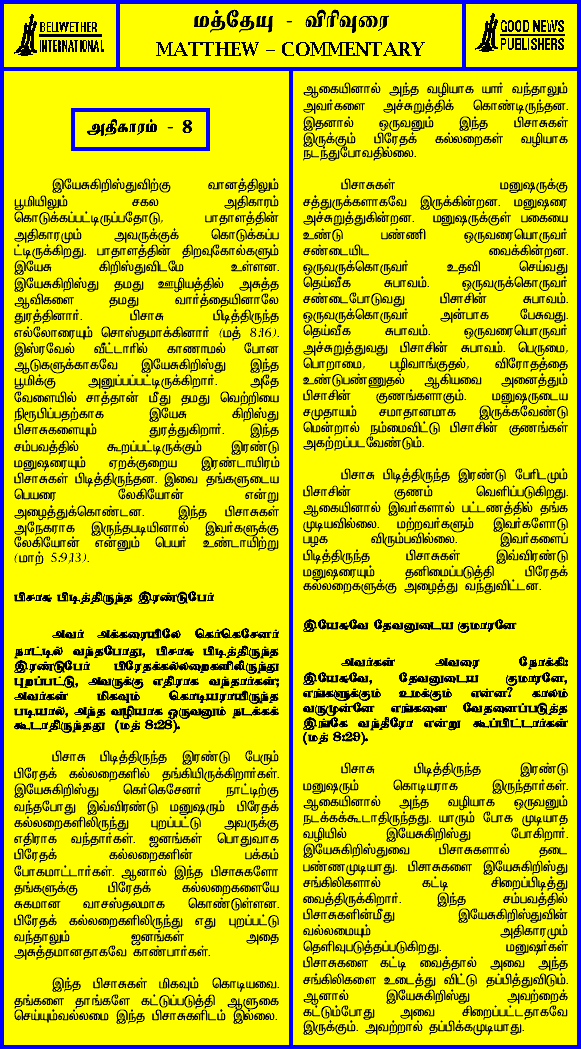 BELIWETHER
INTERNATIONAL
மத்தேயு - விரிவுரை
MATTHEW – COMMENTARY
GOOD NEWS
PUBLISHERS
அதிகாரம் - 8
இயேசுகிறிஸ்துவிற்கு வானத்திலும்
பூமியிலும் சகல அதிகாரம்
கொடுக்கப்பட்டிருப்பதோடு, பாதாளத்தின்
அதிகாரமும் அவருக்குக் கொடுக்கப்ப
ட்டிருக்கிறது. பாதாளத்தின் திறவுகோல்களும்
இயேசு கிறிஸ்துவிடமே உள்ளன.
இயேசுகிறிஸ்து தமது ஊழியத்தில் அசுத்த
ஆவிகளை தமது வார்த்தையினாலே
துரத்தினார். பிசாசு பிடித்திருந்த
எல்லோரையும் சொஸ்தமாக்கினார் (மத் 8:16).
இஸ்ரவேல் வீட்டாரில் காணாமல் போன
ஆடுகளுக்காகவே இயேசுகிறிஸ்து இந்த
பூமிக்கு அனுப்பப்பட்டிருக்கிறார். அதே
வேளையில் சாத்தான் மீது தமது வெற்றியை
நிரூபிப்பதற்காக இயேசு கிறிஸ்து
பிசாசுகளையும் துரத்துகிறார். இந்த
சம்பவத்தில் கூறப்பட்டிருக்கும் இரண்டு
மனுஷரையும் ஏறக்குறைய இரண்டாயிரம்
பிசாசுகள் பிடித்திருந்தன. இவை தங்களுடைய
பெயரை லேகியோன் என்று
அழைத்துக்கொண்டன. இந்த பிசாசுகள்
அநேகராக இருந்தபடியினால் இவர்களுக்கு
லேகியோன் என்னும் பெயர் உண்டாயிற்று
(மாற் 5:9,13).
பிசாசு பிடித்திருந்த இரண்டுபேர்
அவர் அக்கரையிலே கெர்கெசேனர்
நாட்டில் வந்தபோது, பிசாசு பிடித்திருந்த
இரண்டுபேர் பிரேதக்கல்லறைகளிலிருந்து
புறப்பட்டு, அவருக்கு எதிராக வந்தார்கள்;
அவர்கள் மிகவும் கொடியராயிருந்த
படியால், அந்த வழியாக ஒருவனும் நடக்கக்
கூடாதிருந்தது (மத் 8:28).
பிசாசு பிடித்திருந்த இரண்டு பேரும்
பிரேதக் கல்லறைகளில் தங்கியிருக்கிறார்கள்.
இயேசுகிறிஸ்து கெர்கெசேனர் நாட்டிற்கு
வந்தபோது இவ்விரண்டு மனுஷரும் பிரேதக்
கல்லறைகளிலிருந்து புறப்பட்டு அவருக்கு
எதிராக வந்தார்கள். ஜனங்கள் பொதுவாக
பிரேதக் கல்லறைகளின் பக்கம்
போகமாட்டார்கள். ஆனால் இந்த பிசாசுகளோ
தங்களுக்கு பிரேதக் கல்லறைகளையே
சுகமான வாசஸ்தலமாக கொண்டுள்ளன.
பிரேதக் கல்லறைகளிலிருந்து எது புறப்பட்டு
வந்தாலும் ஜனங்கள் அதை
அசுத்தமானதாகவே காண்பார்கள்.
இந்த பிசாசுகள் மிகவும் கொடியவை.
தங்களை தாங்களே கட்டுப்படுத்தி ஆளுகை
செய்யும்வல்லமை இந்த பிசாசுகளிடம் இல்லை.
ஆகையினால் அந்த வழியாக யார் வந்தாலும்
அவர்களை அச்சுறுத்திக் கொண்டிருந்தன.
இதனால் ஒருவனும் இந்த பிசாசுகள்
இருக்கும் பிரேதக் கல்லறைகள் வழியாக
நடந்துபோவதில்லை.
பிசாசுகள் மனுஷருக்கு
சத்துருக்களாகவே இருக்கின்றன. மனுஷரை
அச்சுறுத்துகின்றன. மனுஷருக்குள் பகையை
உண்டு பண்ணி ஒருவரையொருவர்
சண்டையிட வைக்கின்றன.
ஒருவருக்கொருவர் உதவி செய்வது
தெய்வீக சுபாவம். ஒருவருக்கொருவர்
சண்டைபோடுவது பிசாசின் சுபாவம்.
ஒருவருக்கொருவர் அன்பாக பேசுவது.
தெய்வீக சுபாவம். ஒருவரையொருவர்
அச்சுறுத்துவது பிசாசின் சுபாவம். பெருமை,
பொறாமை, பழிவாங்குதல், விரோதத்தை
உண்டுபண்ணுதல் ஆகியவை அனைத்தும்
பிசாசின் குணங்களாகும். மனுஷருடைய
சமுதாயம் சமாதானமாக இருக்கவேண்டு
மென்றால் நம்மைவிட்டு பிசாசின் குணங்கள்
அகற்றப்படவேண்டும்.
பிசாசு பிடித்திருந்த இரண்டு பேரிடமும்
பிசாசின் குணம் வெளிப்படுகிறது.
ஆகையினால் இவர்களால் பட்டணத்தில் தங்க
முடியவில்லை. மற்றவர்களும் இவர்களோடு
பழக விரும்பவில்லை. இவர்களைப்
பிடித்திருந்த பிசாசுகள் இவ்விரண்டு
மனுஷரையும் தனிமைப்படுத்தி பிரேதக்
கல்லறைகளுக்கு அழைத்து வந்துவிட்டன.
இயேசுவே தேவனுடைய குமாரனே
அவர்கள் அவரை நோக்கி:
இயேசுவே, தேவனுடைய குமாரனே,
எங்களுக்கும் உமக்கும் என்ன? காலம்
வருமுன்னே எங்களை வேதனைப்படுத்த
இங்கே வந்தீரோ என்று கூப்பிட்டார்கள்
(மத் 8:29).
பிசாசு பிடித்திருந்த இரண்டு
மனுஷரும் கொடியராக இருந்தார்கள்.
ஆகையினால் அந்த வழியாக ஒருவனும்
நடக்கக்கூடாதிருந்தது. யாரும் போக முடியாத
வழியில் இயேசுகிறிஸ்து போகிறார்.
இயேசுகிறிஸ்துவை பிசாசுகளால் தடை
பண்ணமுடியாது. பிசாசுகளை இயேசுகிறிஸ்து
சங்கிலிகளால் கட்டி சிறைப்பிடித்து
வைத்திருக்கிறார். இந்த சம்பவத்தில்
பிசாசுகளின்மீது இயேசுகிறிஸ்துவின்
வல்லமையும் அதிகாரமும்
தெளிவுபடுத்தப்படுகிறது. மனுஷர்கள்
பிசாசுகளை கட்டி வைத்தால் அவை அந்த
சங்கிலிகளை உடைத்து விட்டு தப்பித்துவிடும்.
ஆனால் இயேசுகிறிஸ்து அவற்றைக்
கட்டும்போது அவை சிறைப்பட்டதாகவே
இருக்கும். அவற்றால் தப்பிக்கமுடியாது.